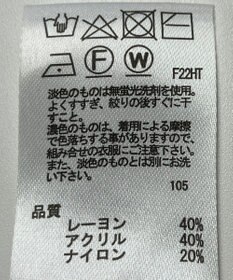 F W F22HT
淡色のものは無蛍光洗剤を使用。
よくすすぎ、絞りの後すぐに干
すこと。
濃色のものは、着用による摩擦
で色落ちする事がありますので、
組み合せの衣服にご注意下さい。
また、淡色のものとは別にお洗
い下さい。
105
品質
レーヨン 40%
アクリル 40%
ナイロン 20%